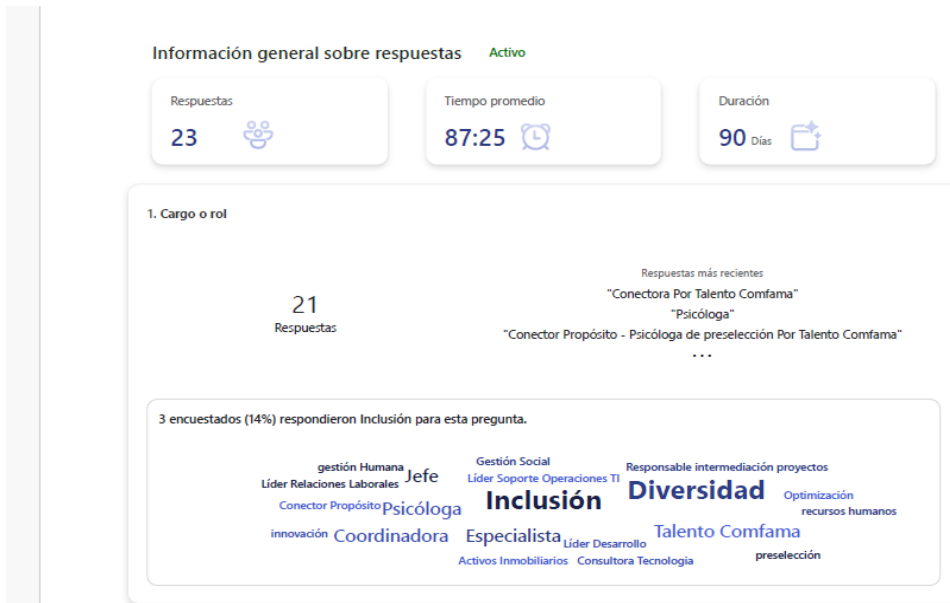 Información general sobre respuestas Activo
Respuestas
23
Tiempo promedio
87:25
Duración
90 Días
1. Cargo o rol
21
Respuestas
Respuestas más recientes
"Conectora Por Talento Comfama"
"Psicóloga"
"Conector Propósito - Psicóloga de preselección Por Talento Comfama"
...
3 encuestados (14%) respondieron Inclusión para esta pregunta.
gestión Humana
Líder Relaciones Laborales
Jefe
Gestión Social
Líder Soporte Operaciones TI
Responsable intermediación proyectos
Conector Propósito
Psicóloga
Inclusión
Diversidad
Optimización
recursos humanos
innovación
Coordinadora
Especialista
Líder Desarrollo
Talento Comfama
Activos Inmobiliarios
Consultora Tecnologia
preselección